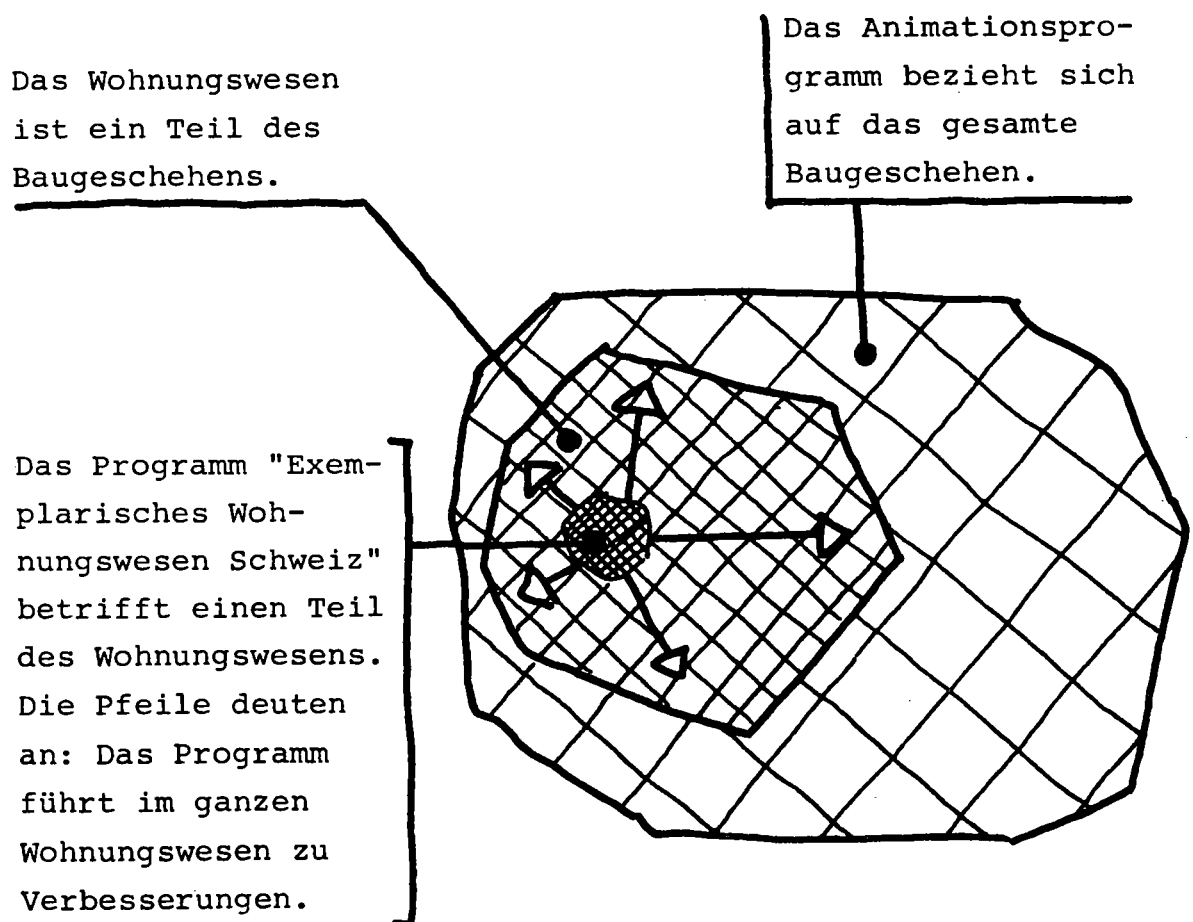 Das Wohnungswesen
ist ein Teil des
Baugeschehens.
Das Animationspro-
gramm bezieht sich
auf das gesamte
Baugeschehen.
Das Programm "Exem-
plarisches Woh-
nungswesen Schweiz"
betrifft einen Teil
des Wohnungswesens.
Die Pfeile deuten
an: Das Programm
führt im ganzen
Wohnungswesen zu
Verbesserungen.